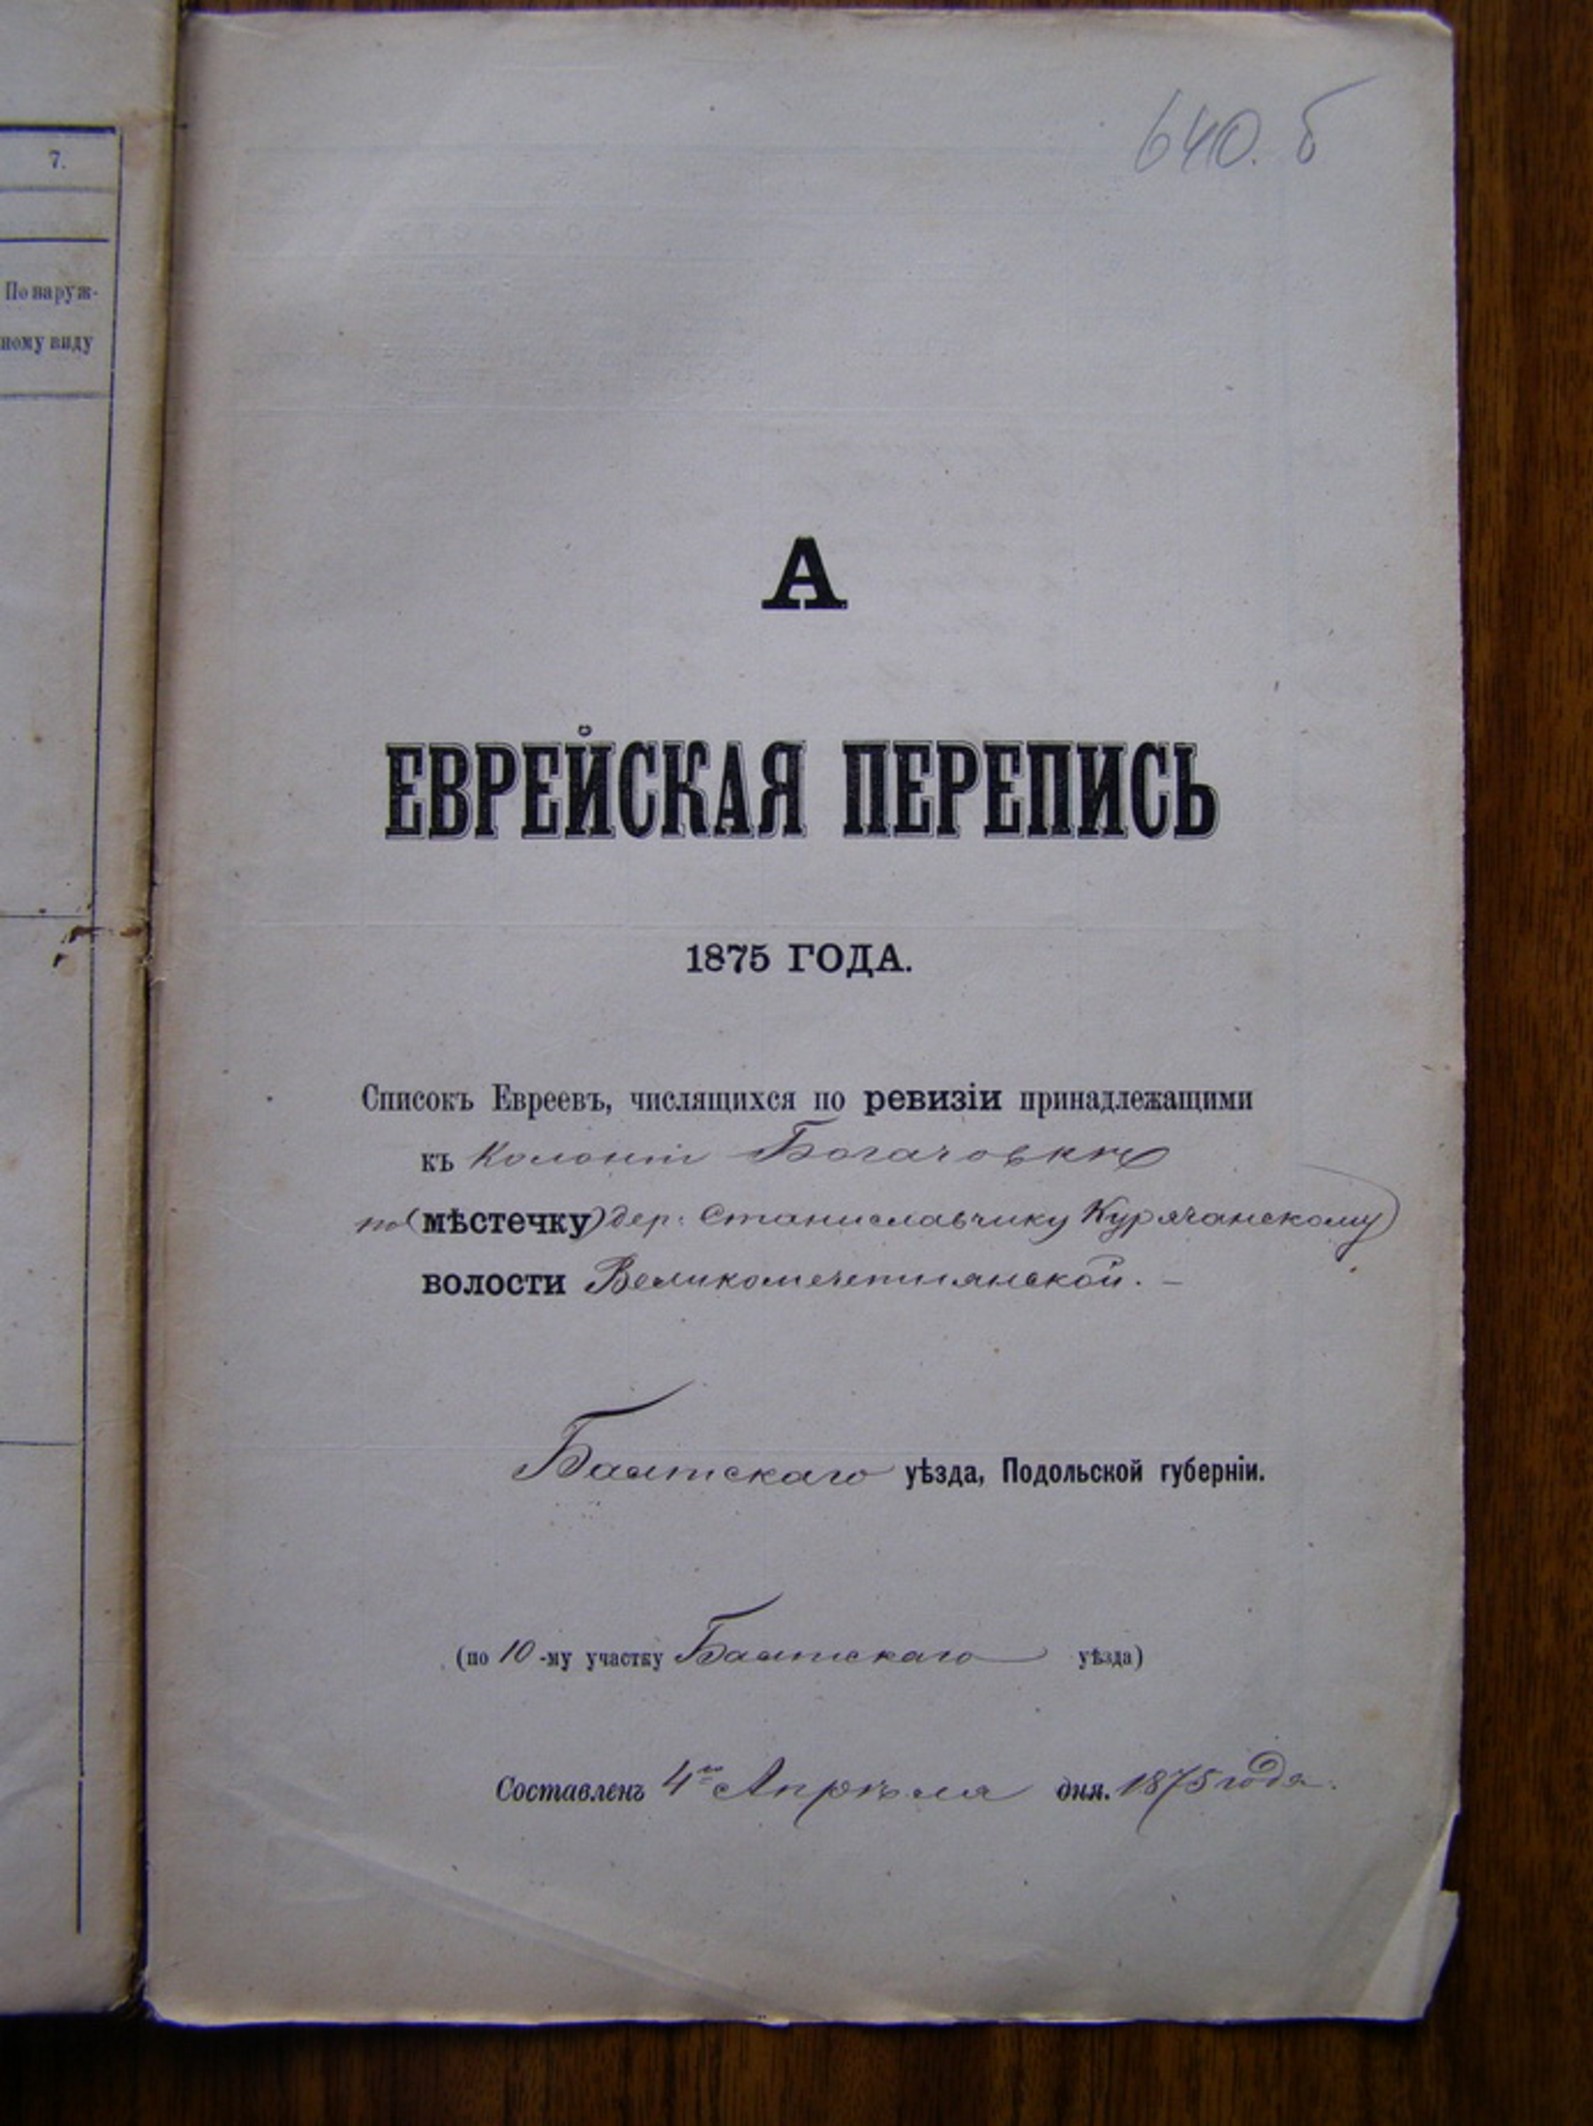 7.
По наруж-
ному виду
640. б
А
ЕВРЕЙСКАЯ ПЕРЕПИСЬ
1875 ГОДА.
Списокъ Евреевъ, числящихся по ревизіи принадлежащими
къ Колоніи Богачовкѣ
по (мѣстечку) дер: Станиславчику Курячанскому)
волости Великомечетнянской. —
Балтскаго уѣзда, Подольской губерніи.
(по 10-му участку Балтскаго уѣзда)
Составленъ 4го Апрѣля дня. 1875 года.